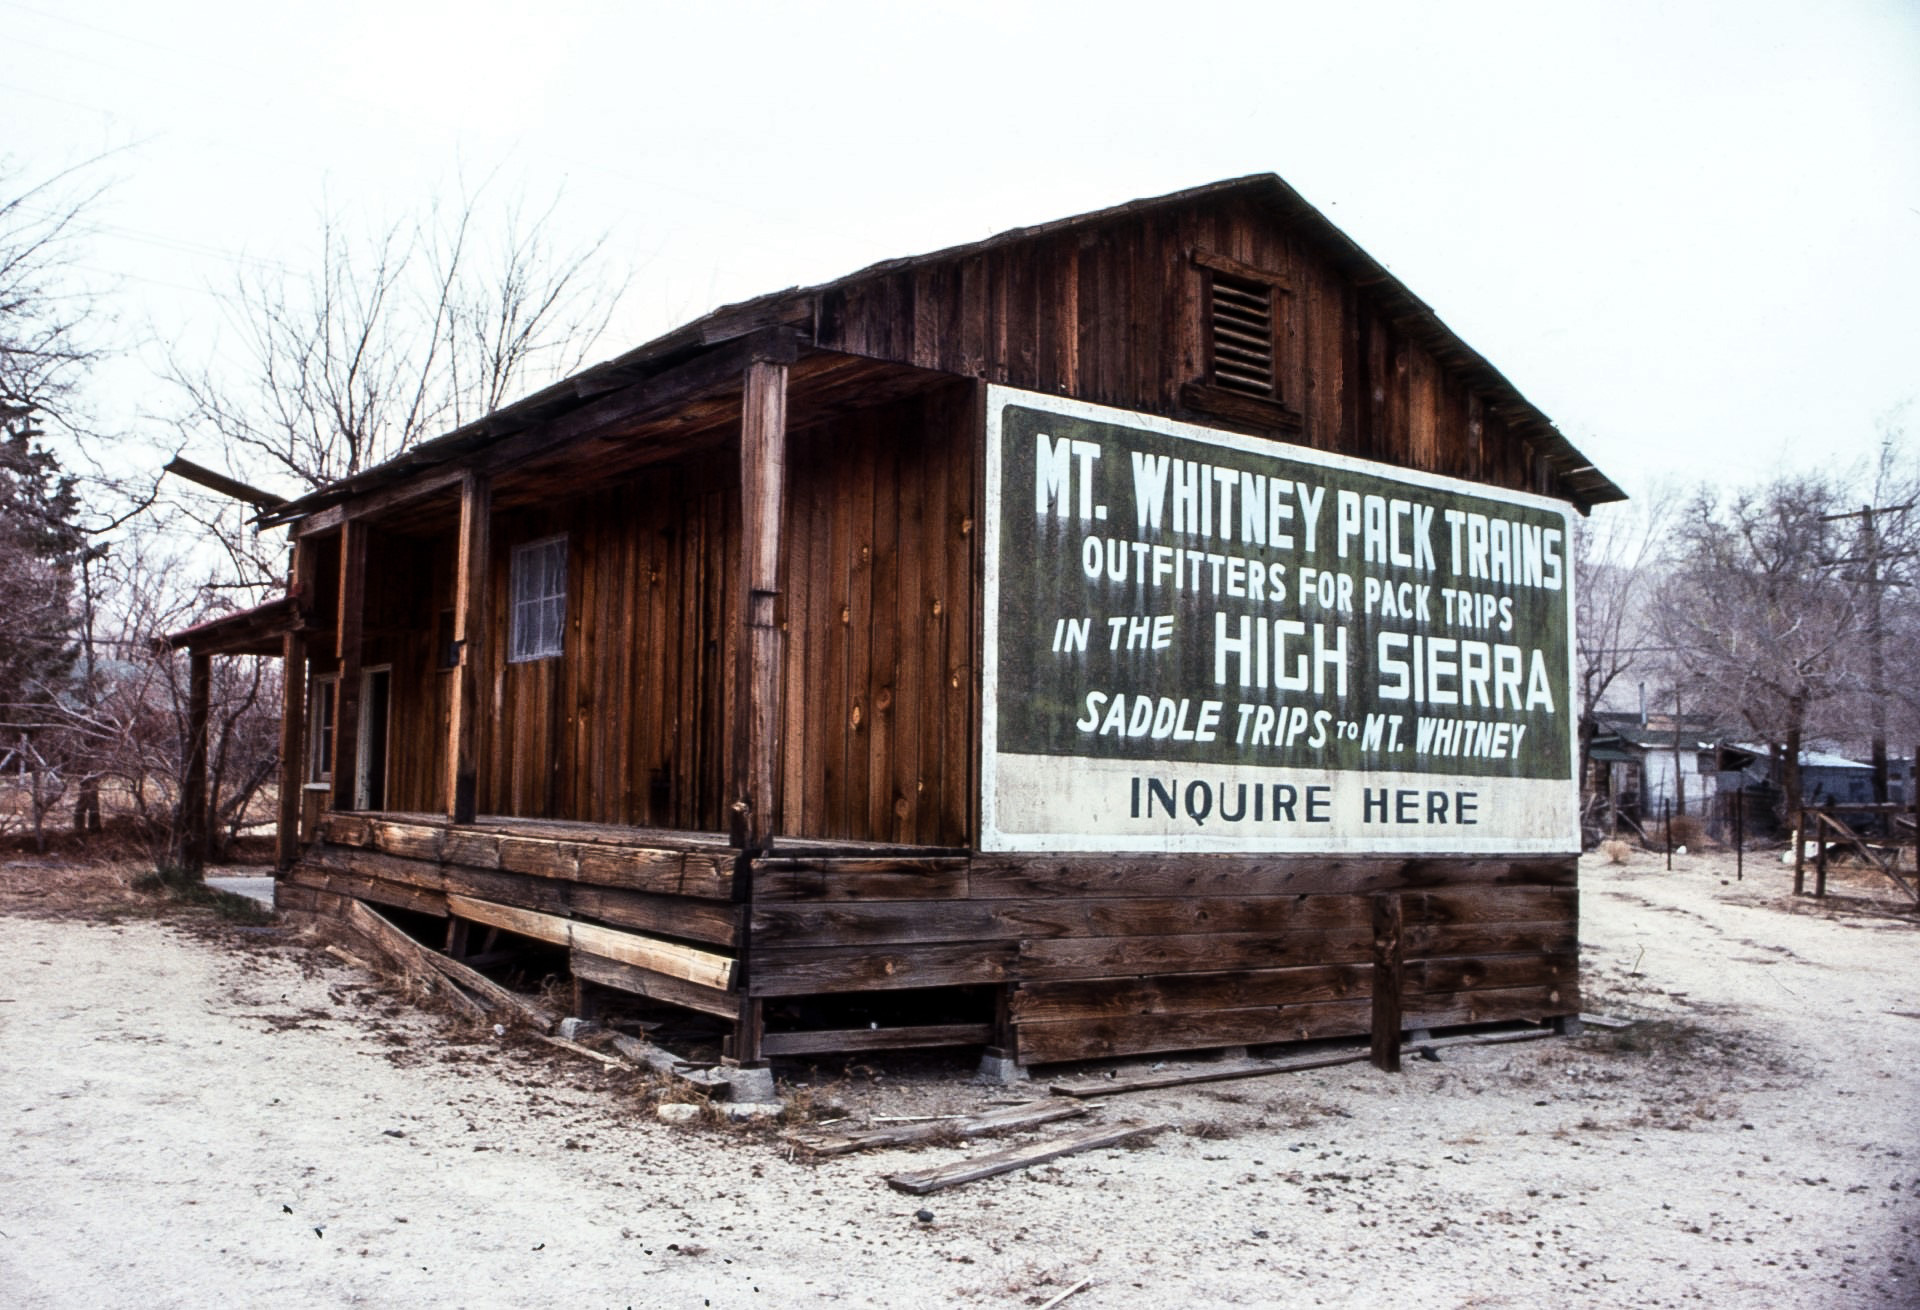 MT. WHITNEY PACK TRAINS
OUTFITTERS FOR PACK TRIPS
IN THE HIGH SIERRA
SADDLE TRIPS TO MT. WHITNEY
INQUIRE HERE